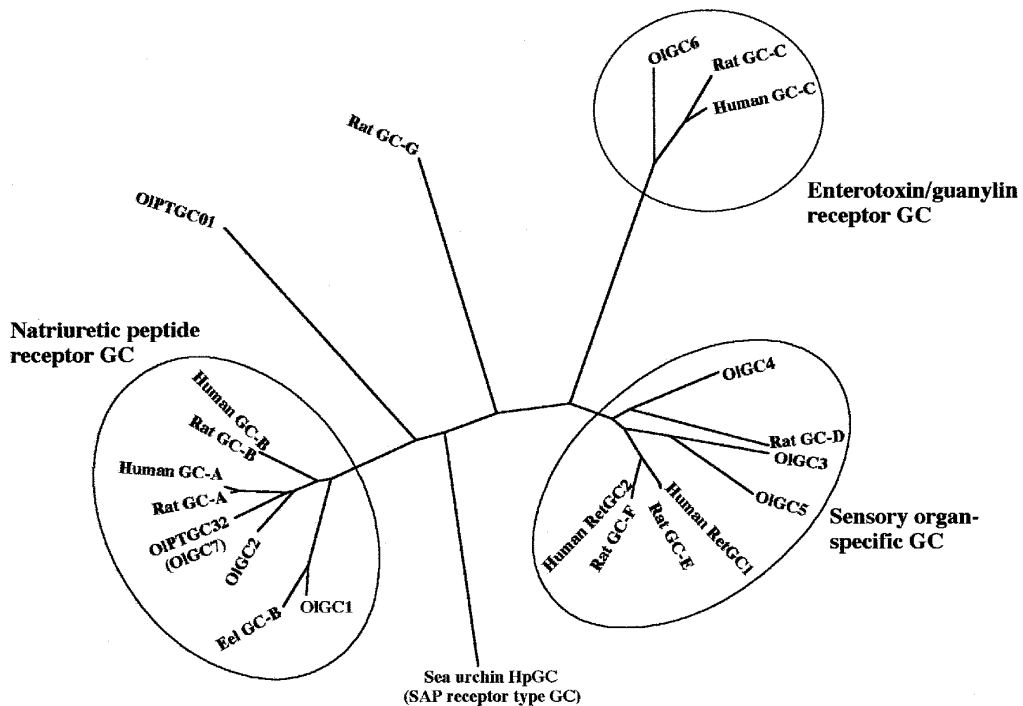 OlGC6
Rat GC-C
Human GC-C
Enterotoxin/guanylin
receptor GC
Rat GC-G
OlPTGC01
Natriuretic peptide
receptor GC
Human GC-B
Rat GC-B
Human GC-A
Rat GC-A
OlPTGC32
(OlGC7)
OlGC2
Eel GC-B
OlGC1
Sea urchin HpGC
(SAP receptor type GC)
OlGC4
Rat GC-D
OlGC3
OlGC5
Human RetGC1
Rat GC-E
Rat GC-F
Human RetGC2
Sensory organ-
specific GC